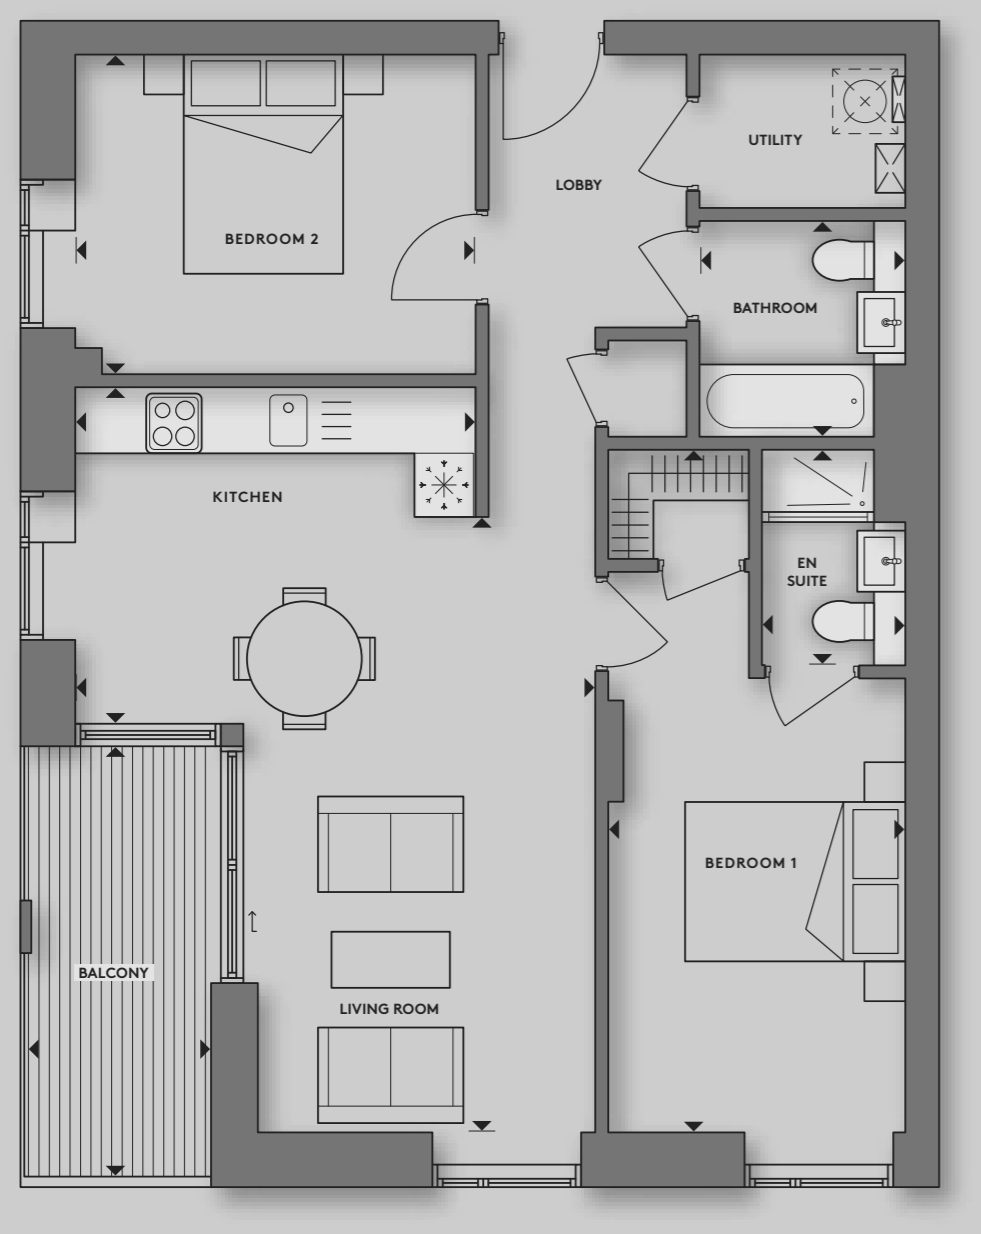 UTILITY
LOBBY
BEDROOM 2
BATHROOM
KITCHEN
EN
SUITE
BEDROOM 1
BALCONY
LIVING ROOM